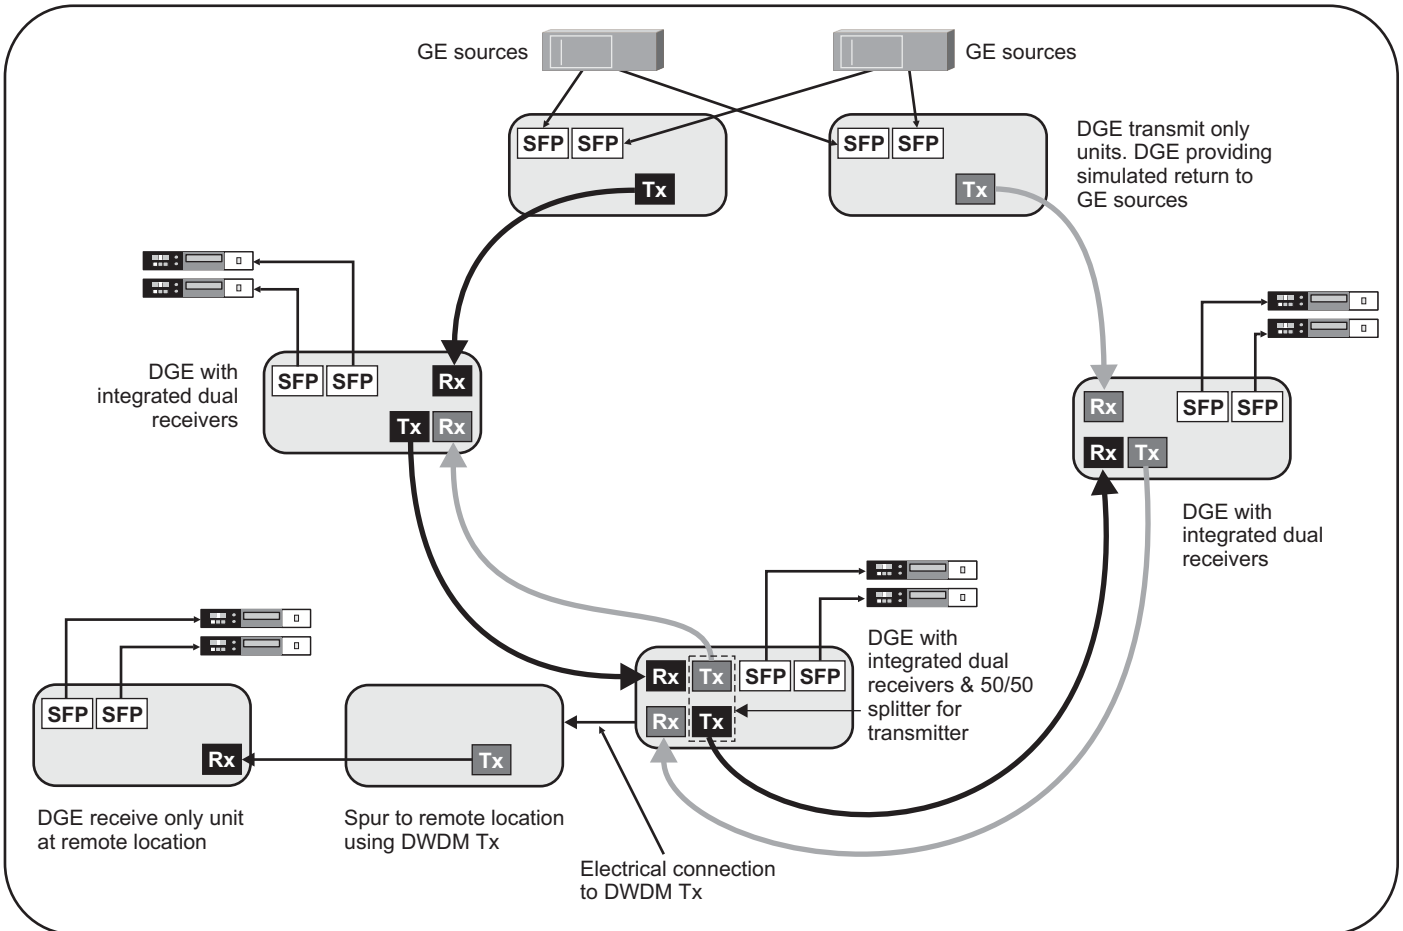 GE sources
GE sources
SFP SFP
SFP SFP
DGE transmit only
units. DGE providing
simulated return to
GE sources
Tx
Tx
DGE with
integrated dual
receivers
SFP SFP
Rx
Tx Rx
Rx
SFP SFP
Rx Tx
DGE with
integrated dual
receivers
Rx Tx SFP SFP
Rx Tx
DGE with
integrated dual
receivers & 50/50
splitter for
transmitter
SFP SFP
Rx
Tx
DGE receive only unit
at remote location
Spur to remote location
using DWDM Tx
Electrical connection
to DWDM Tx